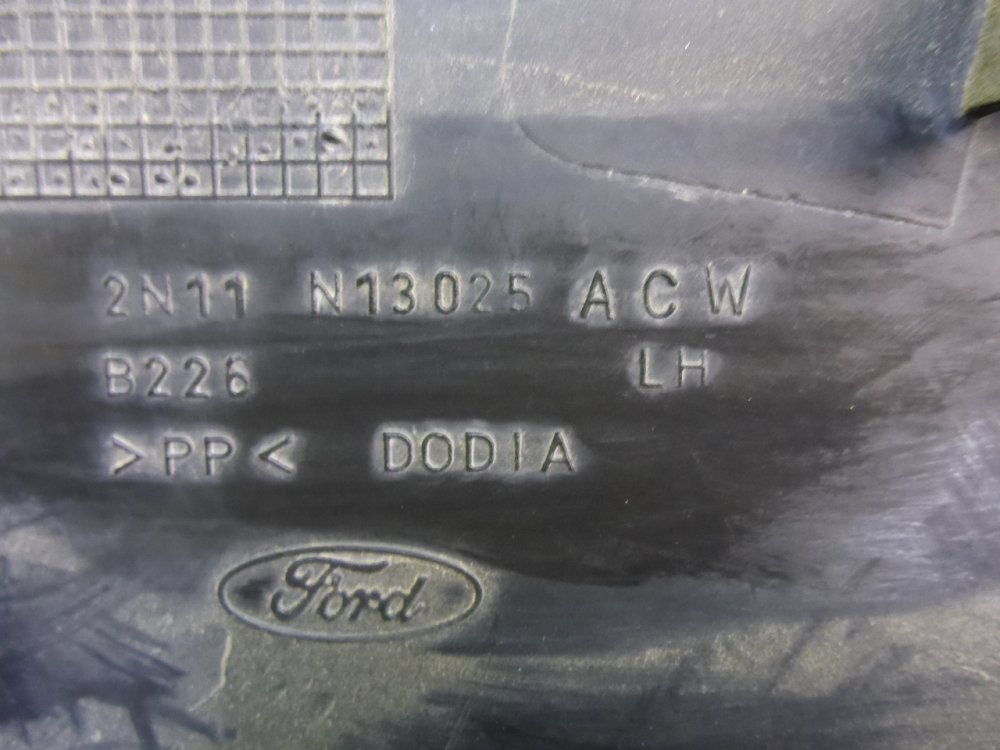 2N11 N13025 ACW
B226 LH
>PP< DODIA
Ford